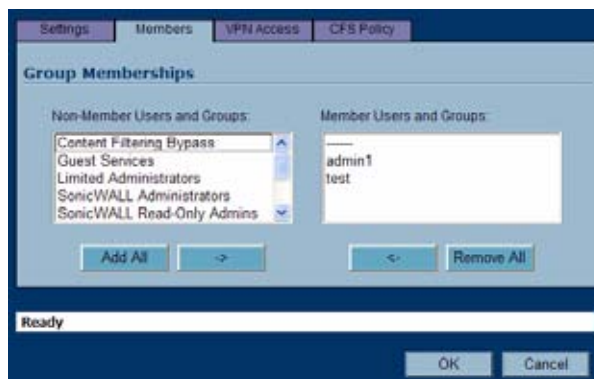 Settings Members VPN Access CFS Policy
Group Memberships
Non-Member Users and Groups: Member Users and Groups:
Content Filtering Bypass
Guest Services
Limited Administrators
SonicWALL Administrators
SonicWALL Read-Only Admins
------
admin1
test
Add All -> <- Remove All
Ready
OK Cancel